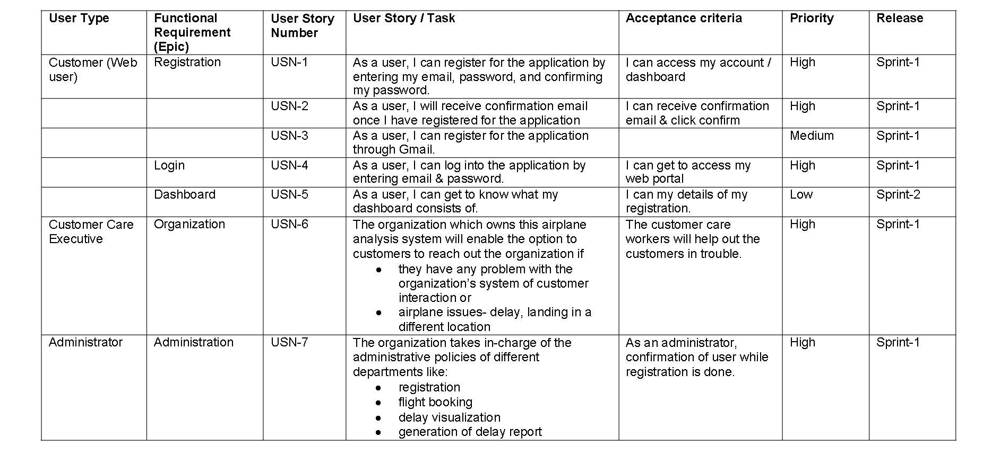 User Type
Functional
Requirement
(Epic)
User Story
Number
User Story / Task
Acceptance criteria
Priority
Release
Customer (Web
user)
Registration
USN-1
As a user, I can register for the application by
entering my email, password, and confirming
my password.
I can access my account /
dashboard
High
Sprint-1
USN-2
As a user, I will receive confirmation email
once I have registered for the application
I can receive confirmation
email & click confirm
High
Sprint-1
USN-3
As a user, I can register for the application
through Gmail.
Medium
Sprint-1
Login
USN-4
As a user, I can log into the application by
entering email & password.
I can get to access my
web portal
High
Sprint-1
Dashboard
USN-5
As a user, I can get to know what my
dashboard consists of.
I can my details of my
registration.
Low
Sprint-2
Customer Care
Executive
Organization
USN-6
The organization which owns this airplane
analysis system will enable the option to
customers to reach out the organization if
● they have any problem with the
organization’s system of customer
interaction or
● airplane issues- delay, landing in a
different location
The customer care
workers will help out the
customers in trouble.
High
Sprint-1
Administrator
Administration
USN-7
The organization takes in-charge of the
administrative policies of different
departments like:
● registration
● flight booking
● delay visualization
● generation of delay report
As an administrator,
confirmation of user while
registration is done.
High
Sprint-1